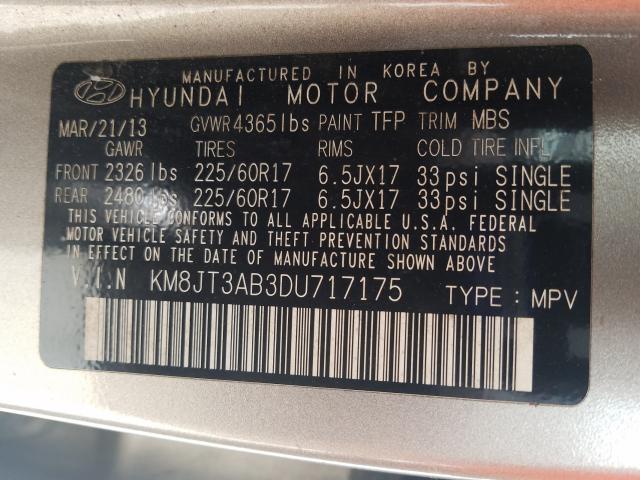 MANUFACTURED IN KOREA BY
HYUNDAI MOTOR COMPANY
MAR/21/13 GVWR 4365lbs PAINT TFP TRIM MBS
GAWR TIRES RIMS COLD TIRE INFL
FRONT 2326 lbs 225/60R17 6.5JX17 33psi SINGLE
REAR 2480 lbs 225/60R17 6.5JX17 33psi SINGLE
THIS VEHICLE CONFORMS TO ALL APPLICABLE U.S.A. FEDERAL
MOTOR VEHICLE SAFETY AND THEFT PREVENTION STANDARDS
IN EFFECT ON THE DATE OF MANUFACTURE SHOWN ABOVE
V.I.N KM8JT3AB3DU717175 TYPE : MPV